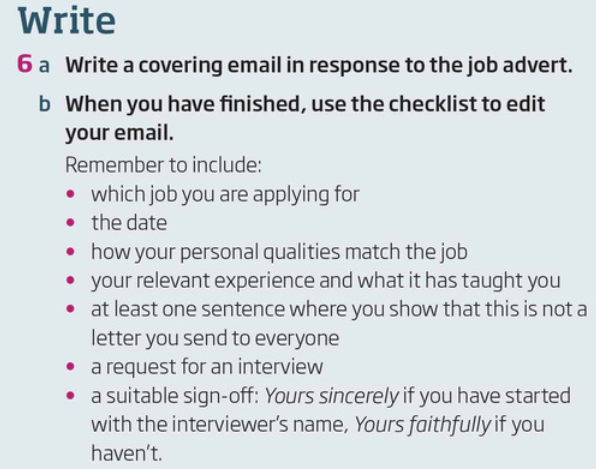 Write
6 a Write a covering email in response to the job advert.
b When you have finished, use the checklist to edit
your email.
Remember to include:
• which job you are applying for
• the date
• how your personal qualities match the job
• your relevant experience and what it has taught you
• at least one sentence where you show that this is not a
letter you send to everyone
• a request for an interview
• a suitable sign-off: Yours sincerely if you have started
with the interviewer's name, Yours faithfully if you
haven't.